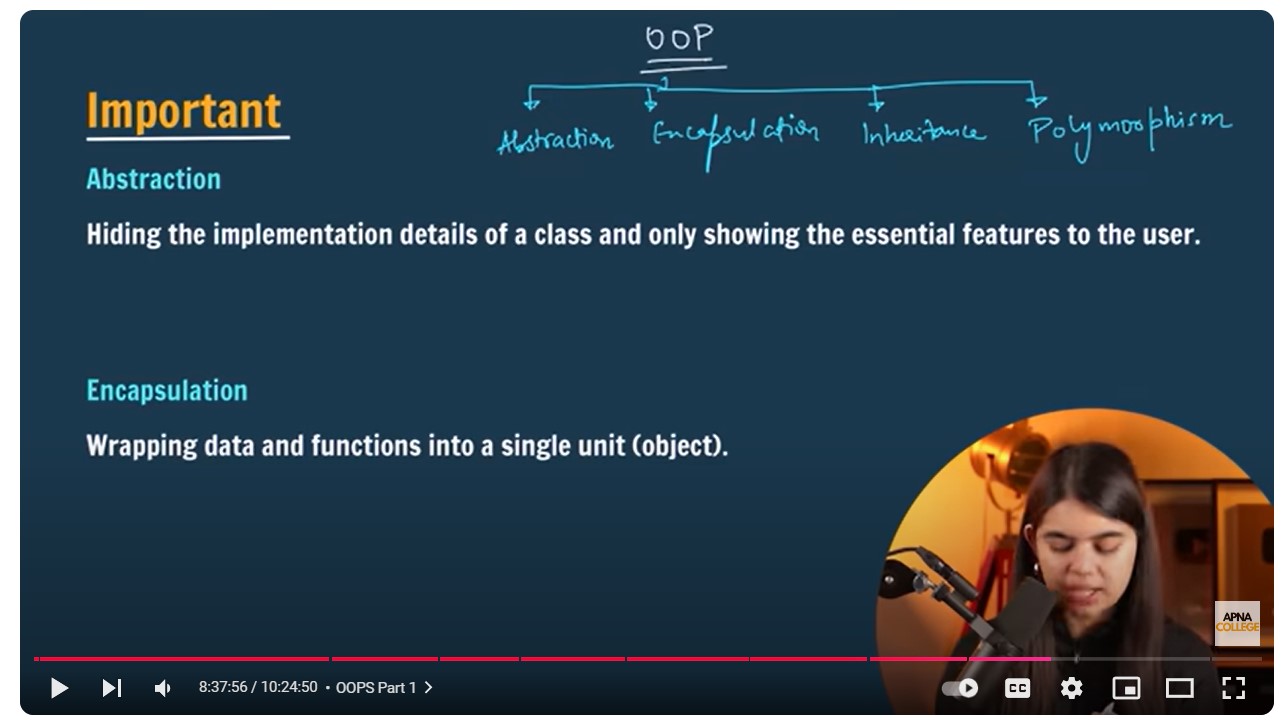 OOP
Important
Abstraction Encapsulation Inheritance Polymorphism
Abstraction
Hiding the implementation details of a class and only showing the essential features to the user.
Encapsulation
Wrapping data and functions into a single unit (object).
APNA
COLLEGE
8:37:56 / 10:24:50 • OOPS Part 1 >
CC